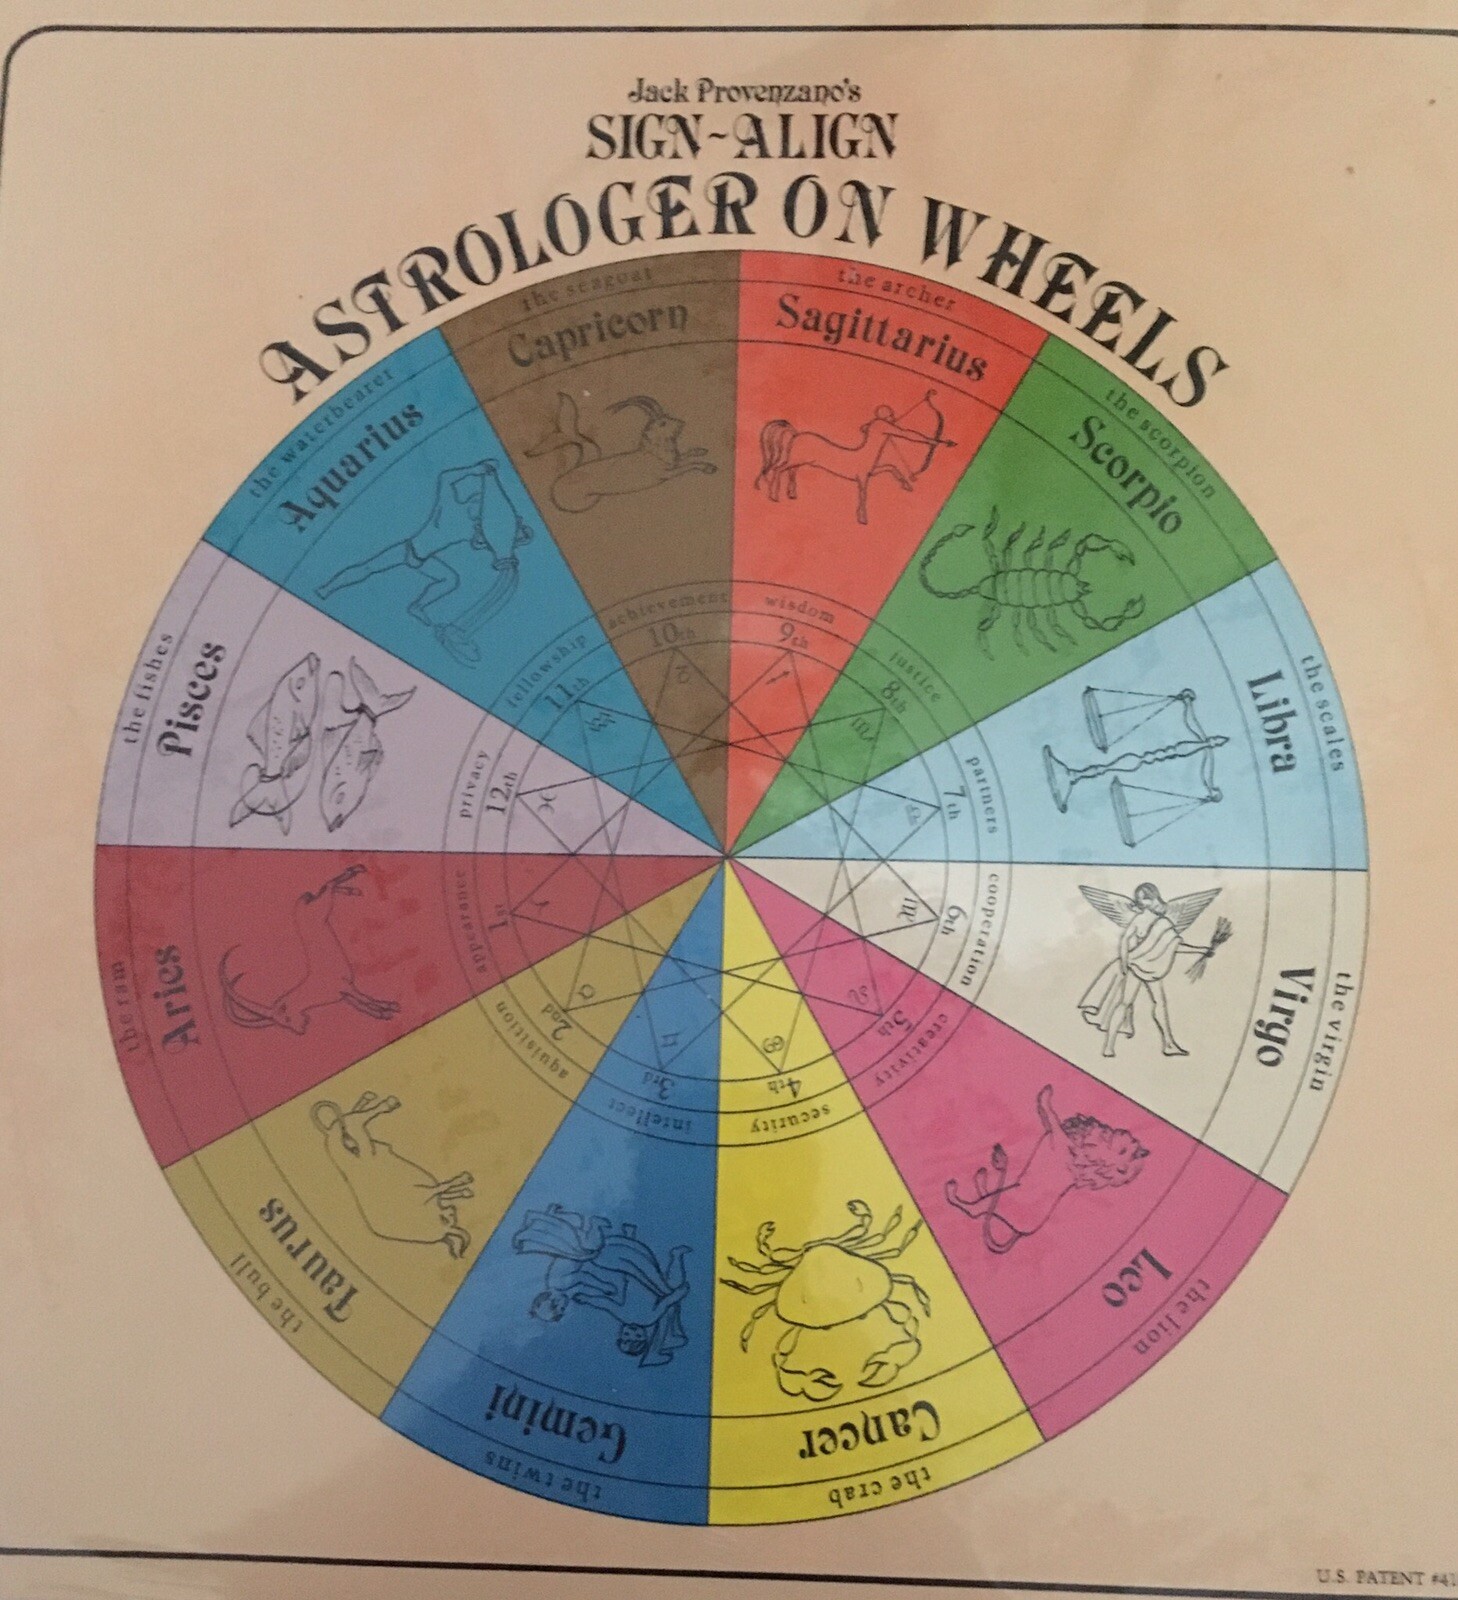 Jack Provenzano's
SIGN~ALIGN
ASTROLOGER ON WHEELS
the seagoat
Capricorn
achievement
10th
the archer
Sagittarius
wisdom
9th
the scorpion
Scorpio
justice
8th
the scales
Libra
partners
7th
the virgin
Virgo
cooperation
6th
the lion
Leo
creativity
5th
the crab
Cancer
security
4th
the twins
Gemini
intellect
3rd
the bull
Taurus
aquisition
2nd
the ram
Aries
appearance
1st
the fishes
Pisces
privacy
12th
the waterbearer
Aquarius
fellowship
11th
U.S. PATENT #41